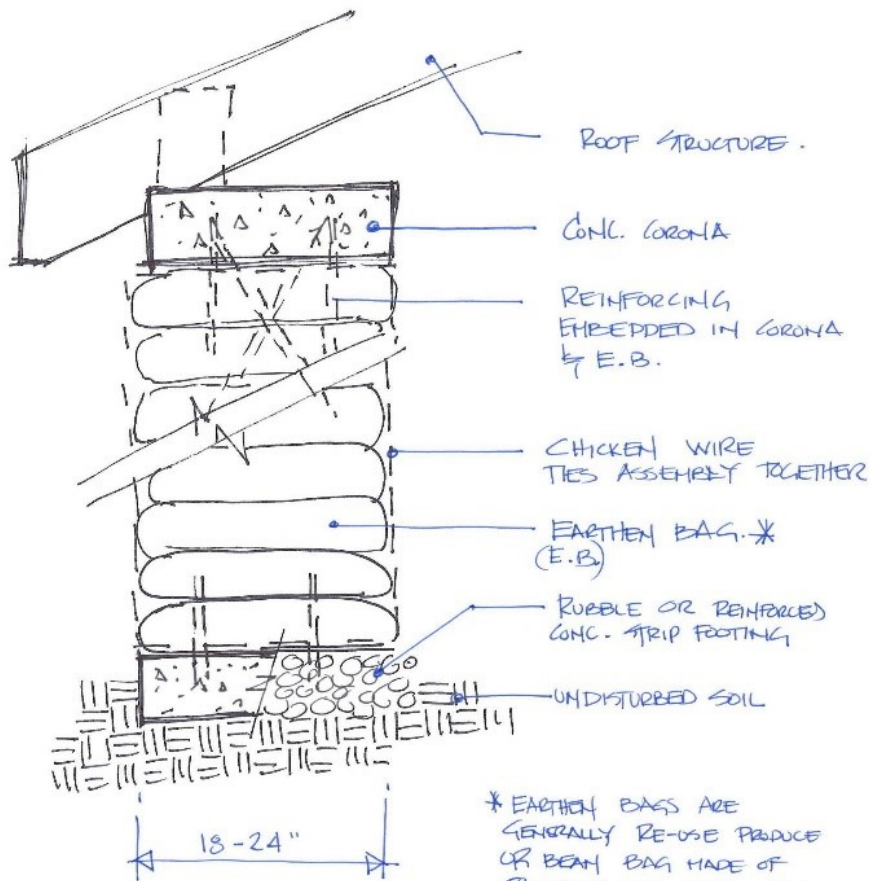 ROOF STRUCTURE.
CONC. CORONA
REINFORCING
EMBEDDED IN CORONA
& E.B.
CHICKEN WIRE
TIES ASSEMBLY TOGETHER
EARTHEN BAG.*
(E.B.)
RUBBLE OR REINFORCED
CONC. STRIP FOOTING
UNDISTURBED SOIL
18-24"
* EARTHEN BAGS ARE
GENERALLY RE-USE PRODUCE
OR BEAN BAG MADE OF